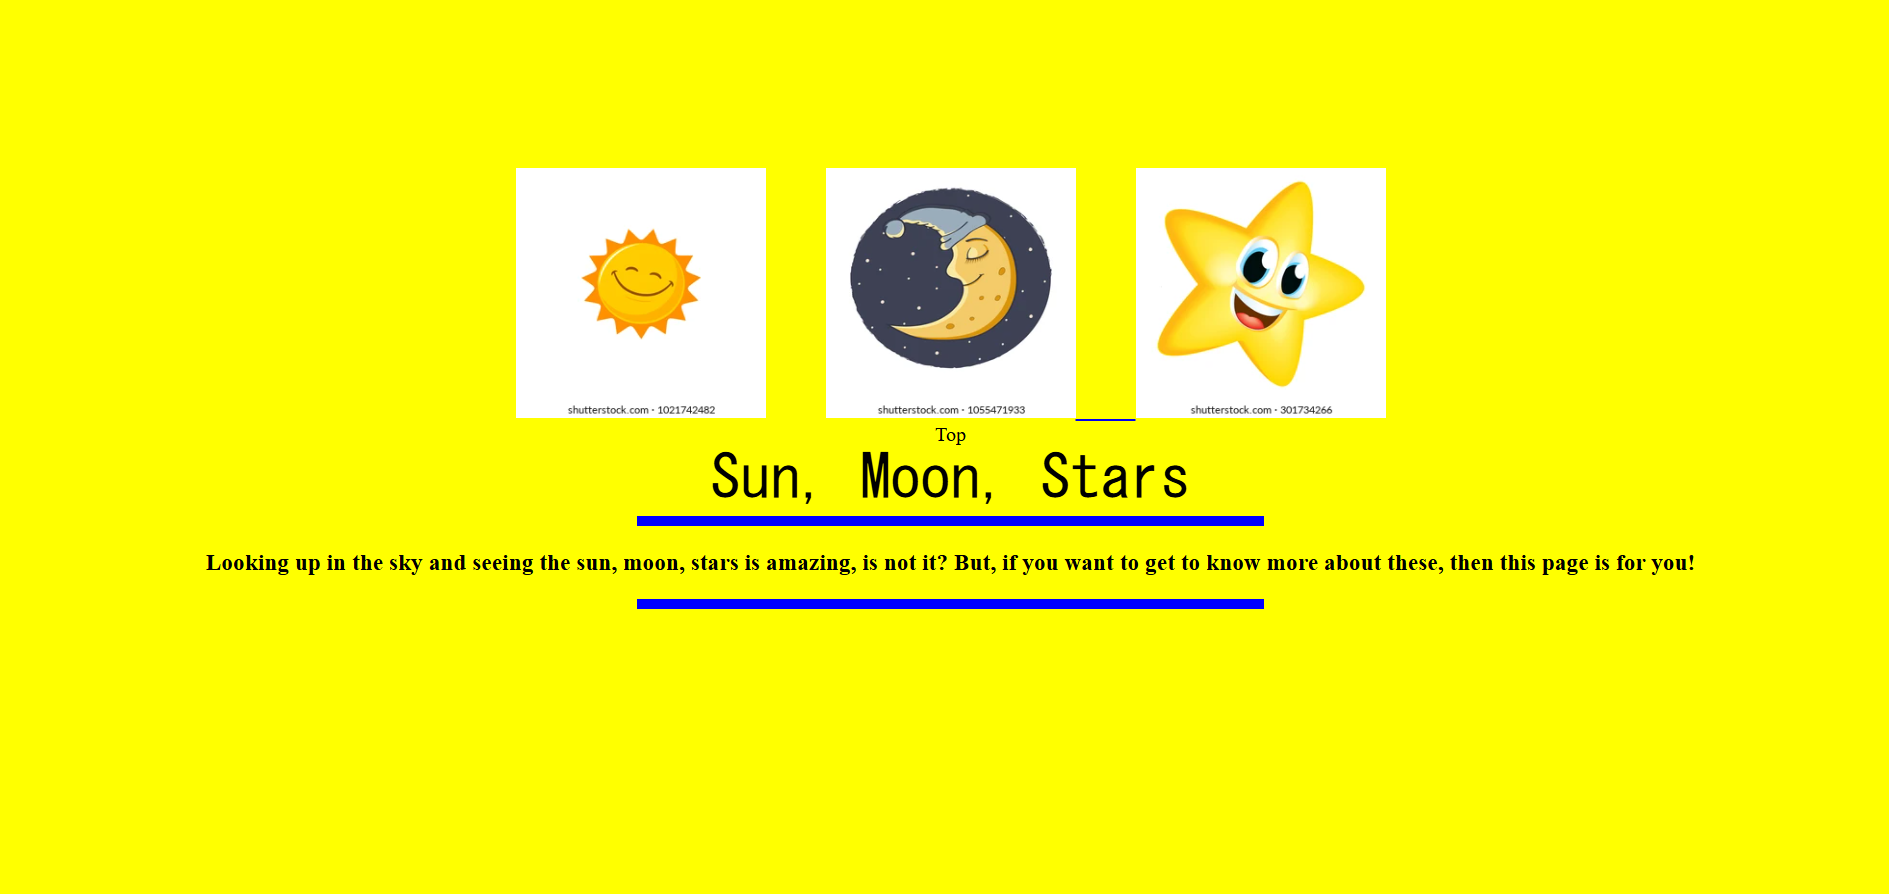 shutterstock.com · 1021742482
shutterstock.com · 1055471933
shutterstock.com · 301734266
Top
Sun, Moon, Stars
Looking up in the sky and seeing the sun, moon, stars is amazing, is not it? But, if you want to get to know more about these, then this page is for you!